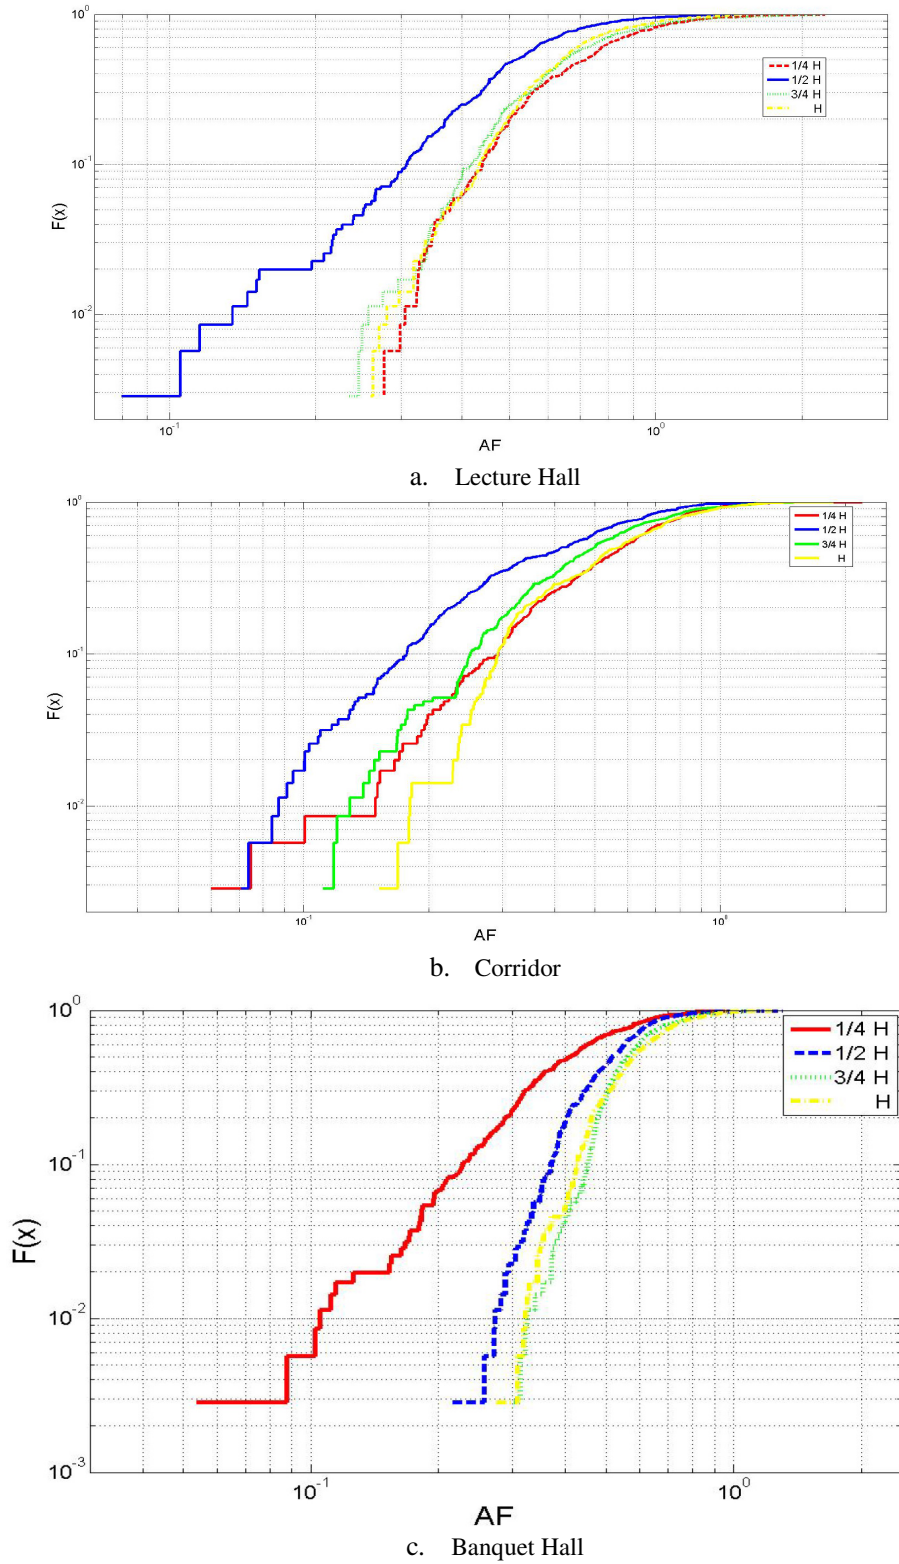 10^0
10^-1
10^-2
F(x)
1/4 H
1/2 H
3/4 H
H
10^-1 10^0
AF
a. Lecture Hall
10^0
10^-1
10^-2
F(x)
1/4 H
1/2 H
3/4 H
H
10^-1 10^0
AF
b. Corridor
10^0
10^-1
10^-2
10^-3
F(x)
1/4 H
1/2 H
3/4 H
H
10^-1 10^0
AF
c. Banquet Hall